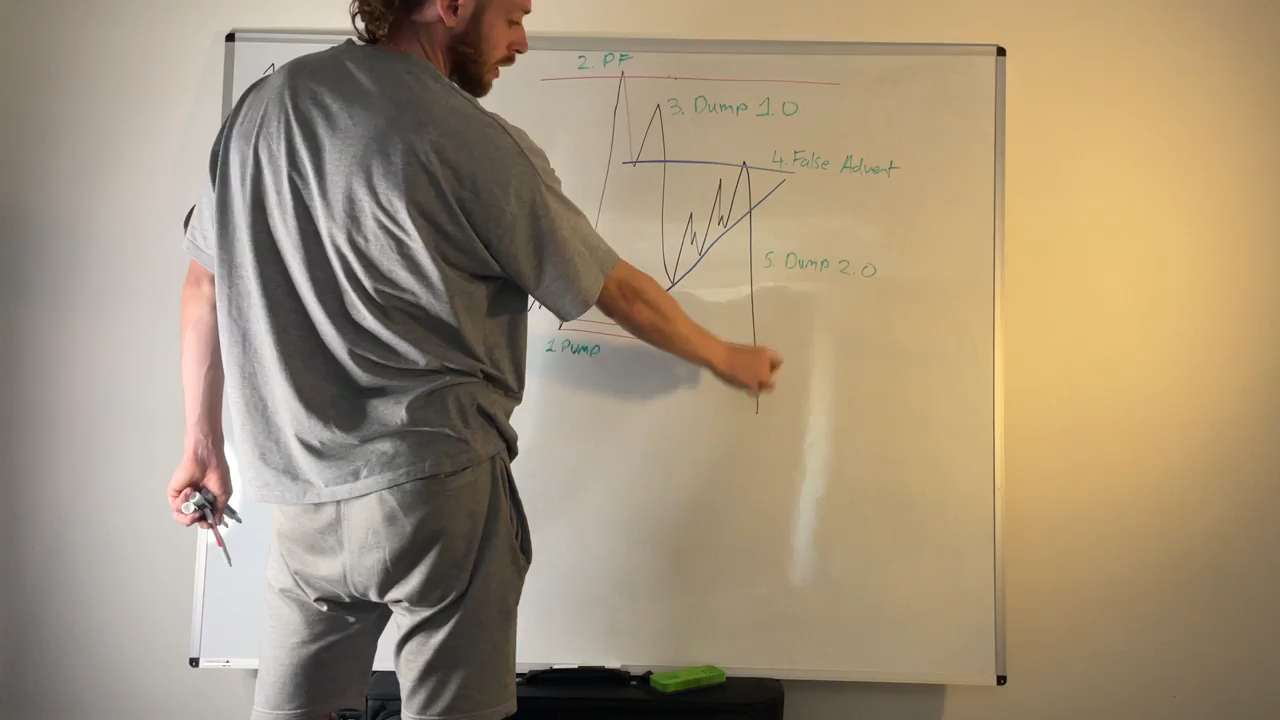 2. PF
3. Dump 1.0
4. False Advent
5. Dump 2.0
1. Pump